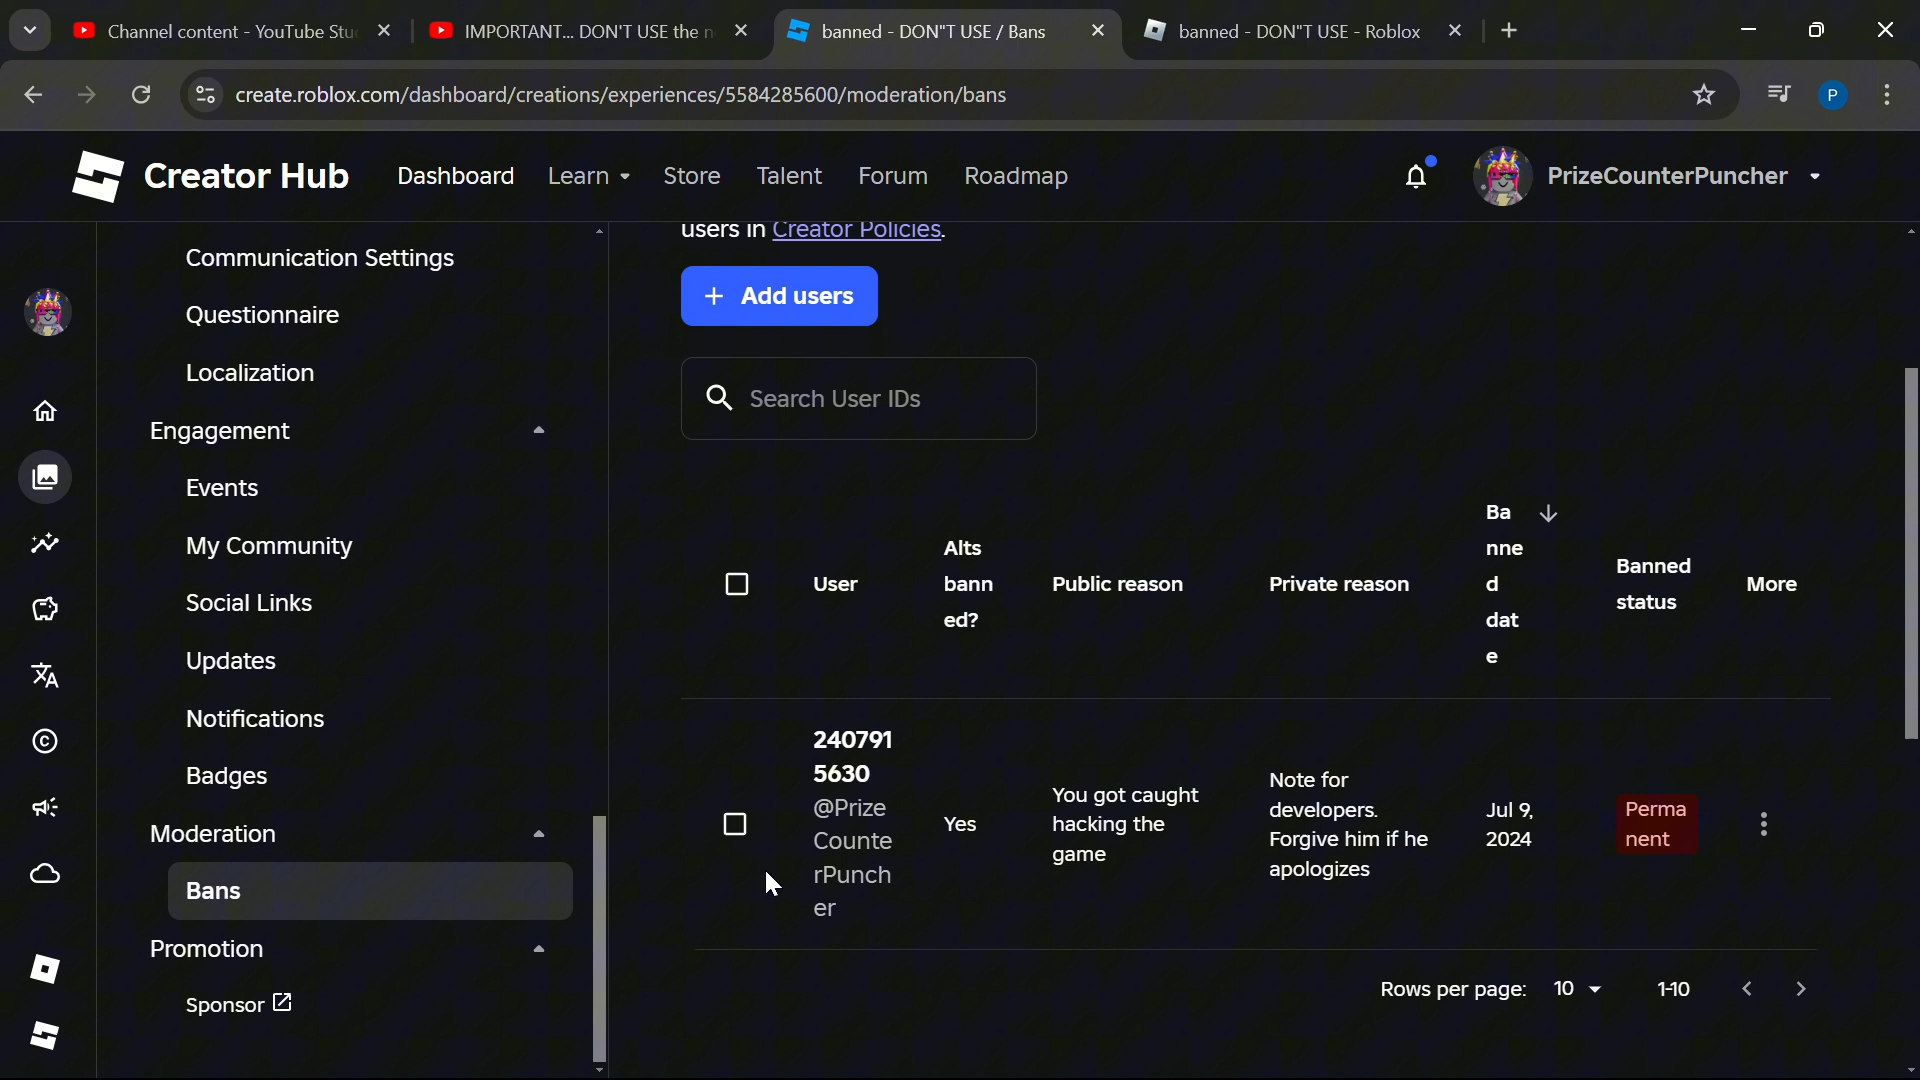 Channel content - YouTube Stu
IMPORTANT... DON'T USE the n
banned - DON"T USE / Bans
banned - DON"T USE - Roblox
create.roblox.com/dashboard/creations/experiences/5584285600/moderation/bans
P
Creator Hub
Dashboard
Learn
Store
Talent
Forum
Roadmap
PrizeCounterPuncher
Communication Settings
Questionnaire
Localization
Engagement
Events
My Community
Social Links
Updates
Notifications
Badges
Moderation
Bans
Promotion
Sponsor
users in Creator Policies.
+ Add users
Search User IDs
User
Alts
bann
ed?
Public reason
Private reason
Ba
nne
d
dat
e
Banned
status
More
240791
5630
@Prize
Counte
rPunch
er
Yes
You got caught
hacking the
game
Note for
developers.
Forgive him if he
apologizes
Jul 9,
2024
Perma
nent
Rows per page: 10
1-10